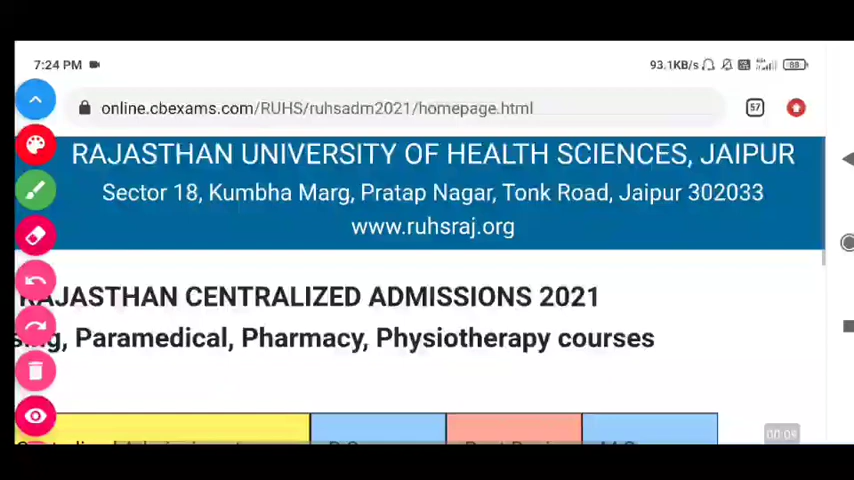 7:24 PM 93.1KB/s 88
online.cbexams.com/RUHS/ruhsadm2021/homepage.html 57
RAJASTHAN UNIVERSITY OF HEALTH SCIENCES, JAIPUR
Sector 18, Kumbha Marg, Pratap Nagar, Tonk Road, Jaipur 302033
www.ruhsraj.org
RAJASTHAN CENTRALIZED ADMISSIONS 2021
Paramedical, Pharmacy, Physiotherapy courses
00:09